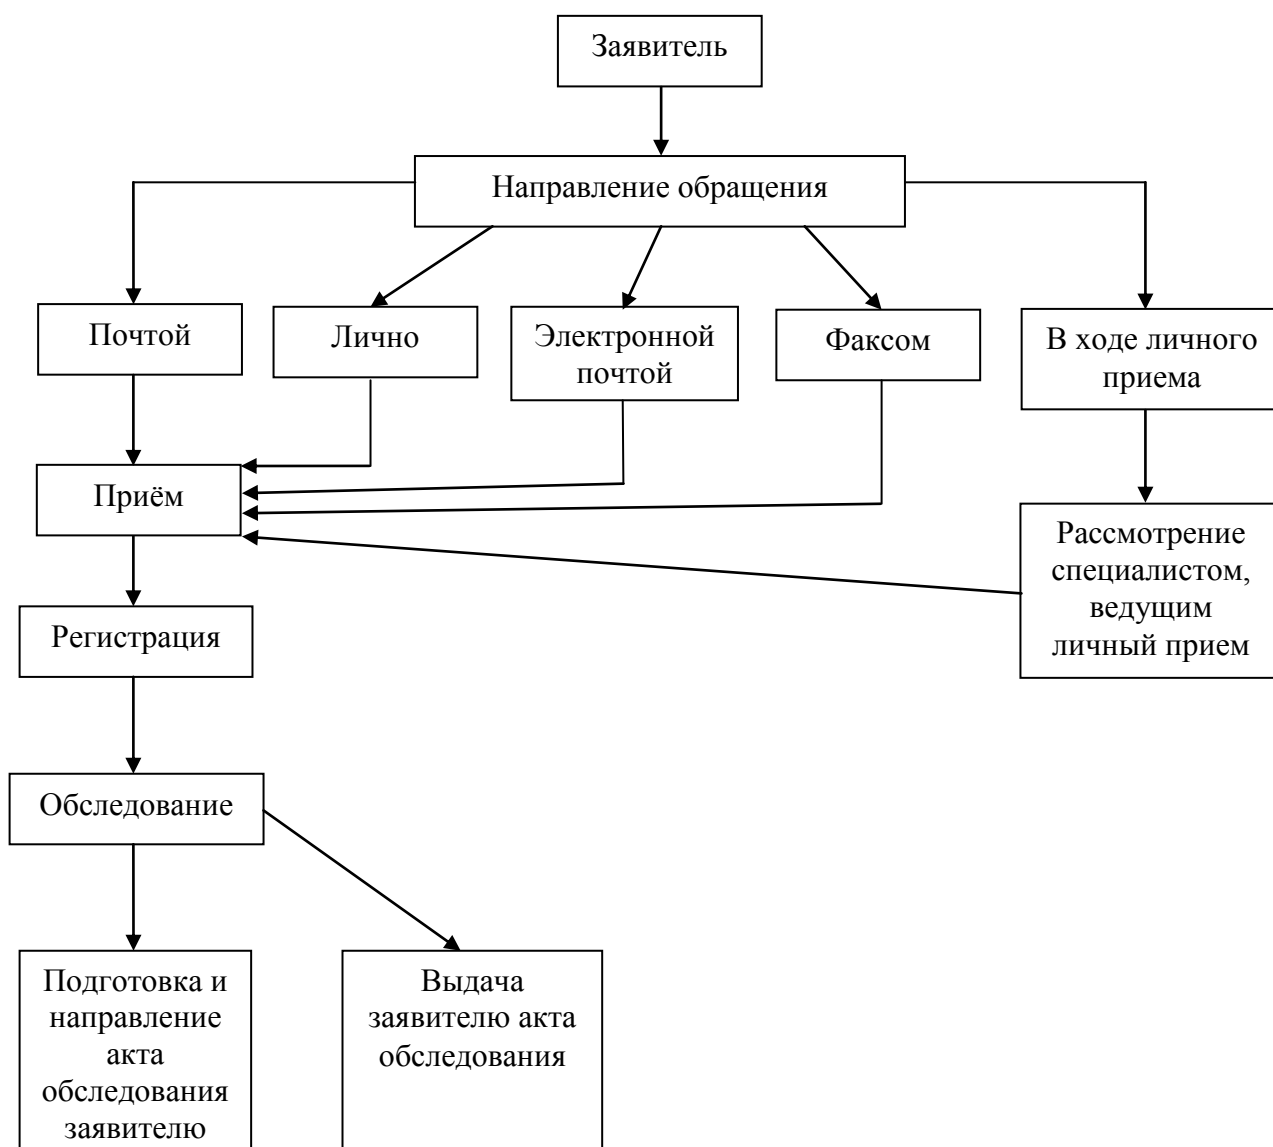 Заявитель
Направление обращения
Почтой
Лично
Электронной
почтой
Факсом
В ходе личного
приема
Приём
Рассмотрение
специалистом,
ведущим
личный прием
Регистрация
Обследование
Подготовка и
направление
акта
обследования
заявителю
Выдача
заявителю акта
обследования